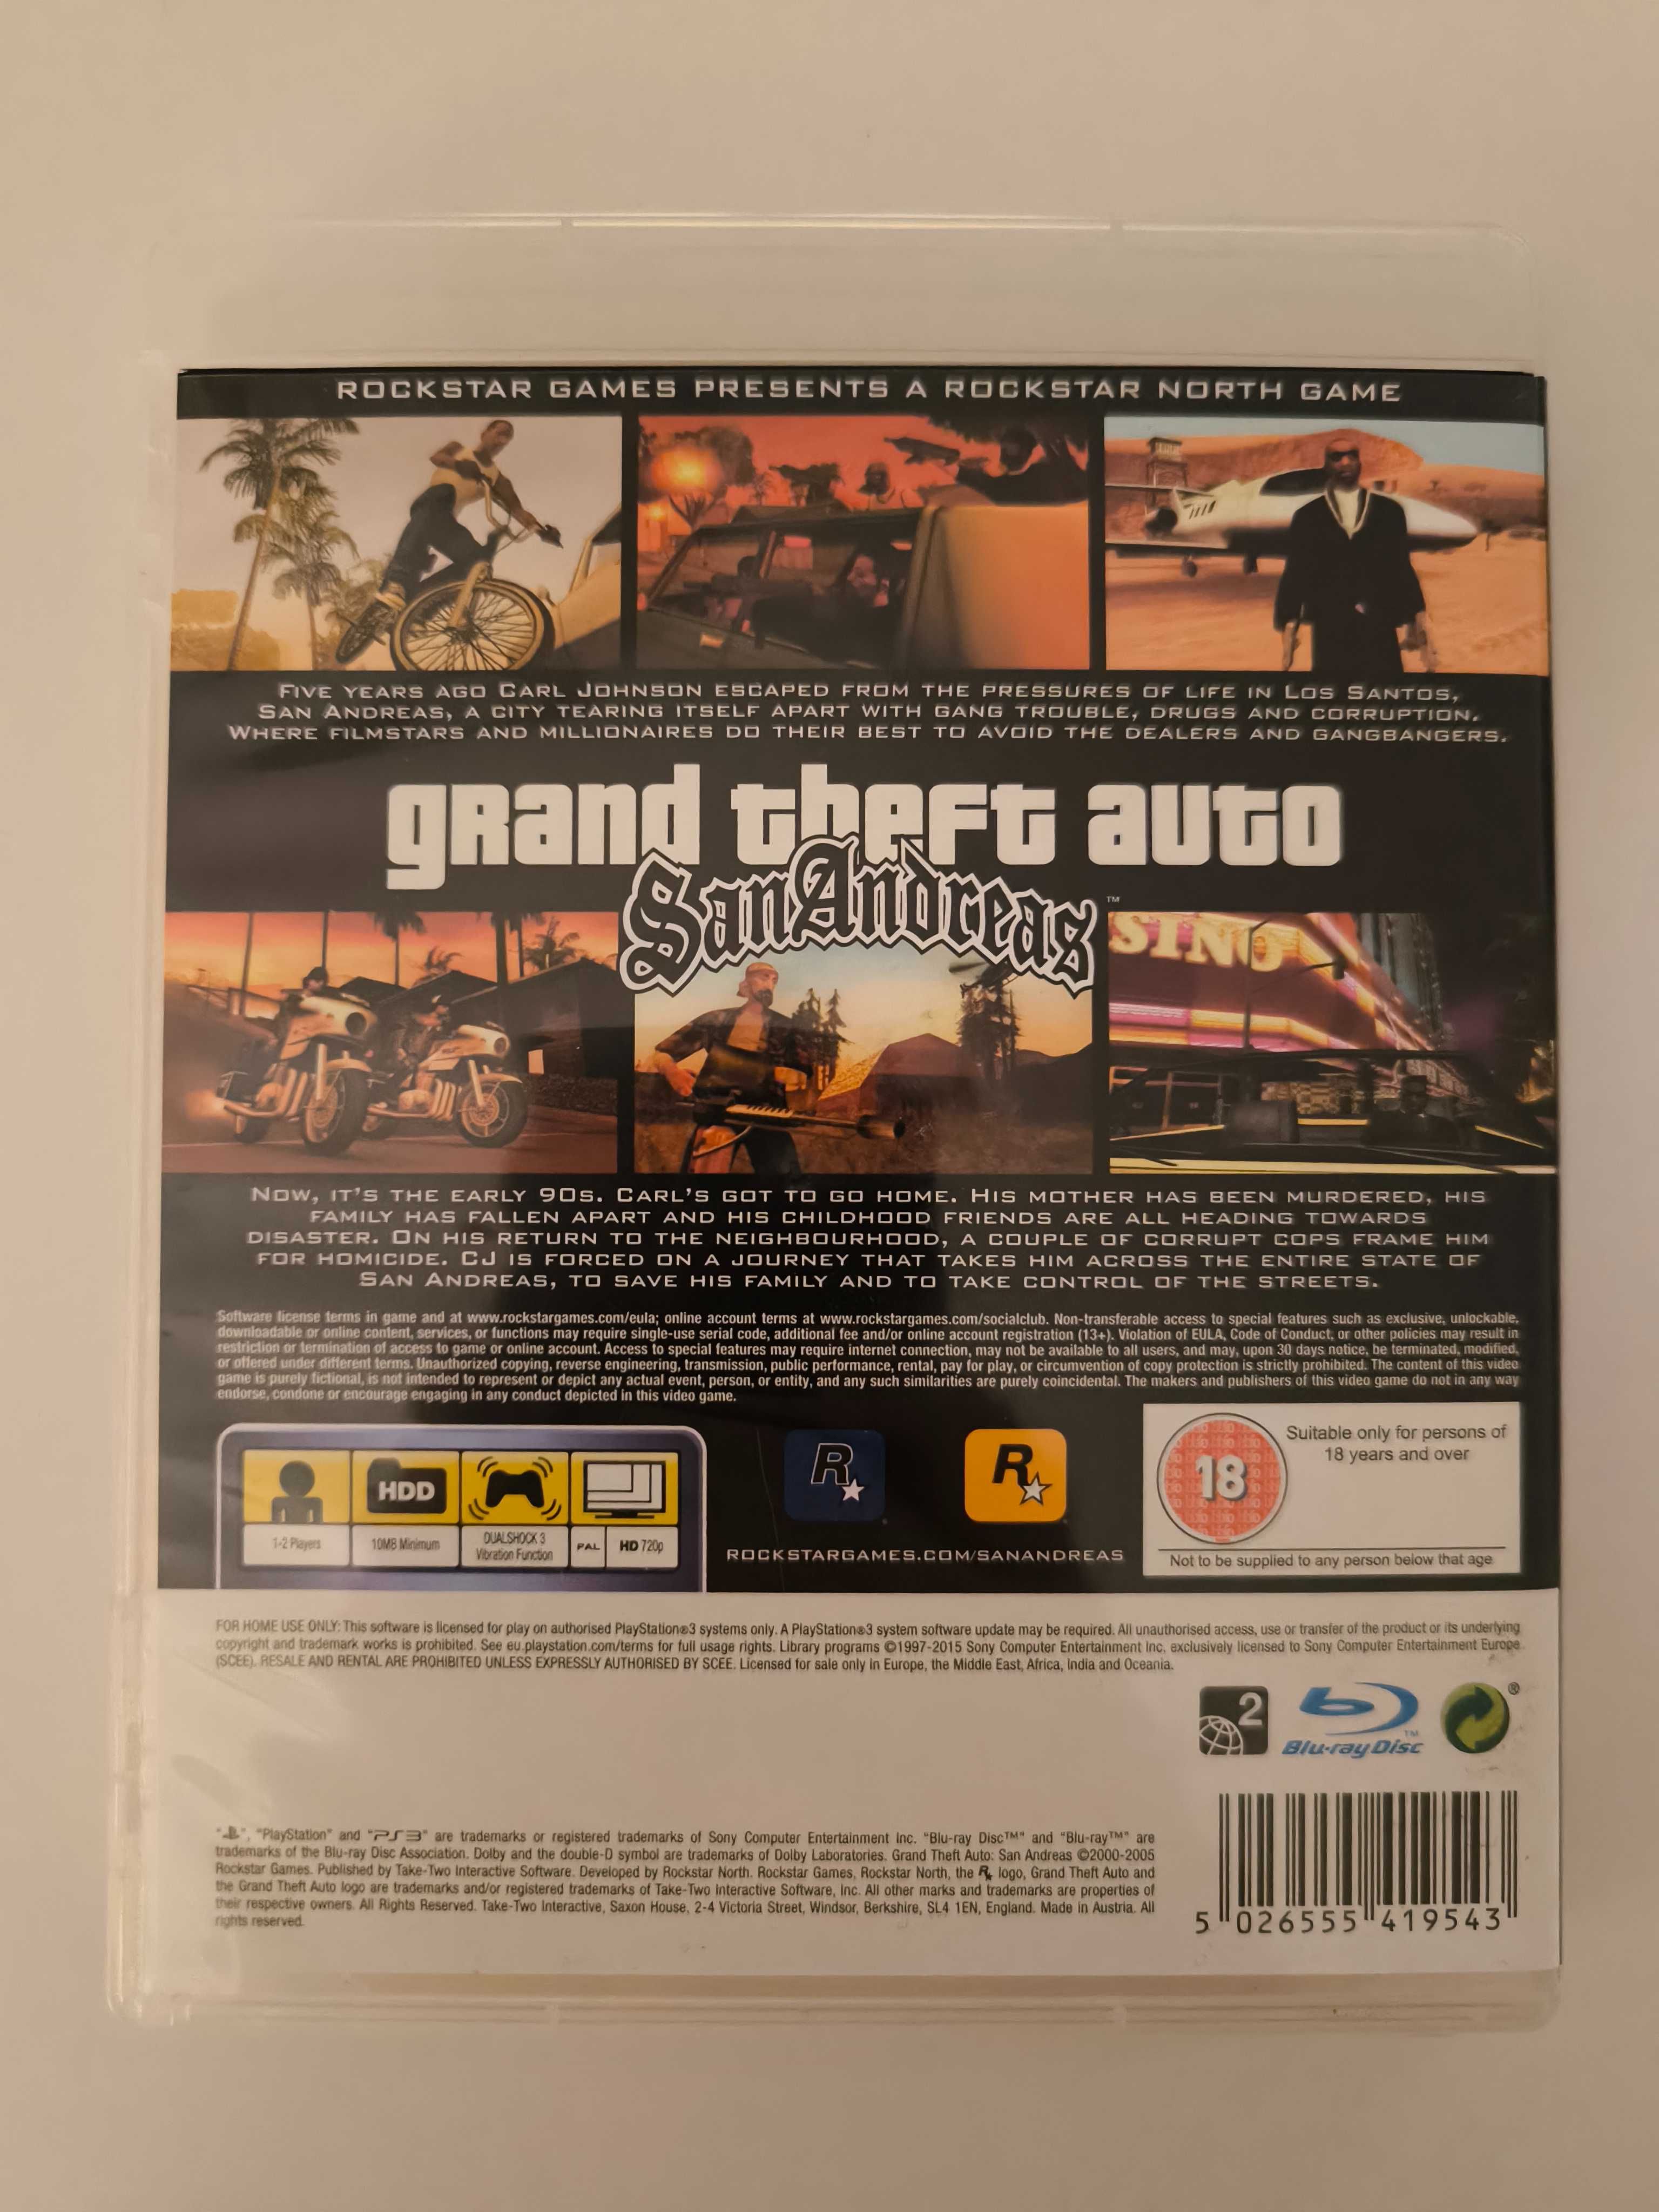 ROCKSTAR GAMES PRESENTS A ROCKSTAR NORTH GAME
FIVE YEARS AGO CARL JOHNSON ESCAPED FROM THE PRESSURES OF LIFE IN LOS SANTOS,
SAN ANDREAS, A CITY TEARING ITSELF APART WITH GANG TROUBLE, DRUGS AND CORRUPTION.
WHERE FILMSTARS AND MILLIONAIRES DO THEIR BEST TO AVOID THE DEALERS AND GANGBANGERS.
grand theft auto
San Andreas™
SINO
NOW, IT'S THE EARLY 90S. CARL'S GOT TO GO HOME. HIS MOTHER HAS BEEN MURDERED, HIS
FAMILY HAS FALLEN APART AND HIS CHILDHOOD FRIENDS ARE ALL HEADING TOWARDS
DISASTER. ON HIS RETURN TO THE NEIGHBOURHOOD, A COUPLE OF CORRUPT COPS FRAME HIM
FOR HOMICIDE. CJ IS FORCED ON A JOURNEY THAT TAKES HIM ACROSS THE ENTIRE STATE OF
SAN ANDREAS, TO SAVE HIS FAMILY AND TO TAKE CONTROL OF THE STREETS.
Software license terms in game and at www.rockstargames.com/eula; online account terms at www.rockstargames.com/socialclub. Non-transferable access to special features such as exclusive, unlockable,
downloadable or online content, services, or functions may require single-use serial code, additional fee and/or online account registration (13+). Violation of EULA, Code of Conduct, or other policies may result in
restriction or termination of access to game or online account. Access to special features may require internet connection, may not be available to all users, and may, upon 30 days notice, be terminated, modified,
or offered under different terms. Unauthorized copying, reverse engineering, transmission, public performance, rental, pay for play, or circumvention of copy protection is strictly prohibited. The content of this video
game is purely fictional, is not intended to represent or depict any actual event, person, or entity, and any such similarities are purely coincidental. The makers and publishers of this video game do not in any way
endorse, condone or encourage engaging in any conduct depicted in this video game.
HDD
1-2 Players
10MB Minimum
DUALSHOCK 3
Vibration Function
PAL
HD 720p
R
R
ROCKSTARGAMES.COM/SANANDREAS
18
Suitable only for persons of
18 years and over
Not to be supplied to any person below that age
FOR HOME USE ONLY: This software is licensed for play on authorised PlayStation®3 systems only. A PlayStation®3 system software update may be required. All unauthorised access, use or transfer of the product or its underlying
copyright and trademark works is prohibited. See eu.playstation.com/terms for full usage rights. Library programs ©1997-2015 Sony Computer Entertainment Inc. exclusively licensed to Sony Computer Entertainment Europe
(SCEE). RESALE AND RENTAL ARE PROHIBITED UNLESS EXPRESSLY AUTHORISED BY SCEE. Licensed for sale only in Europe, the Middle East, Africa, India and Oceania.
2
Blu-ray Disc™
®
"", "PlayStation" and "PS3" are trademarks or registered trademarks of Sony Computer Entertainment Inc. "Blu-ray Disc™" and "Blu-ray™" are
trademarks of the Blu-ray Disc Association. Dolby and the double-D symbol are trademarks of Dolby Laboratories. Grand Theft Auto: San Andreas ©2000-2005
Rockstar Games. Published by Take-Two Interactive Software. Developed by Rockstar North. Rockstar Games, Rockstar North, the R logo, Grand Theft Auto and
the Grand Theft Auto logo are trademarks and/or registered trademarks of Take-Two Interactive Software, Inc. All other marks and trademarks are properties of
their respective owners. All Rights Reserved. Take-Two Interactive, Saxon House, 2-4 Victoria Street, Windsor, Berkshire, SL4 1EN, England. Made in Austria. All
rights reserved.
5 026555 419543